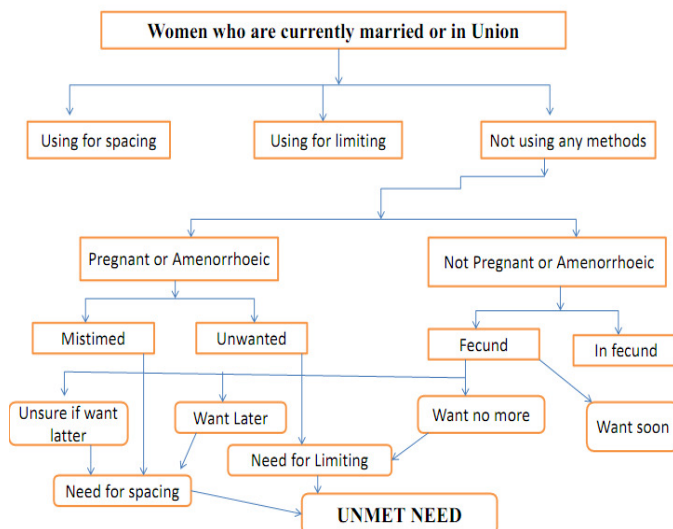 Women who are currently married or in Union
Using for spacing
Using for limiting
Not using any methods
Pregnant or Amenorrhoeic
Not Pregnant or Amenorrhoeic
Mistimed
Unwanted
Fecund
In fecund
Unsure if want
latter
Want Later
Want no more
Want soon
Need for Limiting
Need for spacing
UNMET NEED